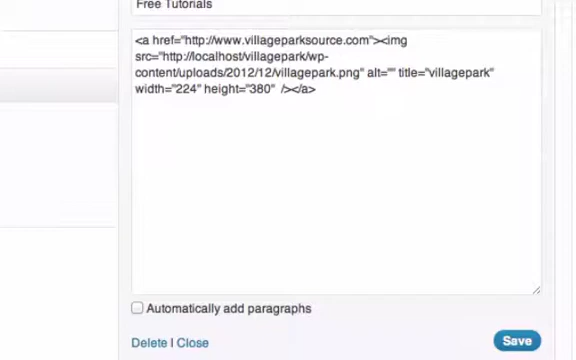 Free Tutorials
<a href="http://www.villageparksource.com"><img
src="http://localhost/villagepark/wp-
content/uploads/2012/12/villagepark.png" alt="" title="villagepark"
width="224" height="380" /></a>
Automatically add paragraphs
Delete | Close
Save